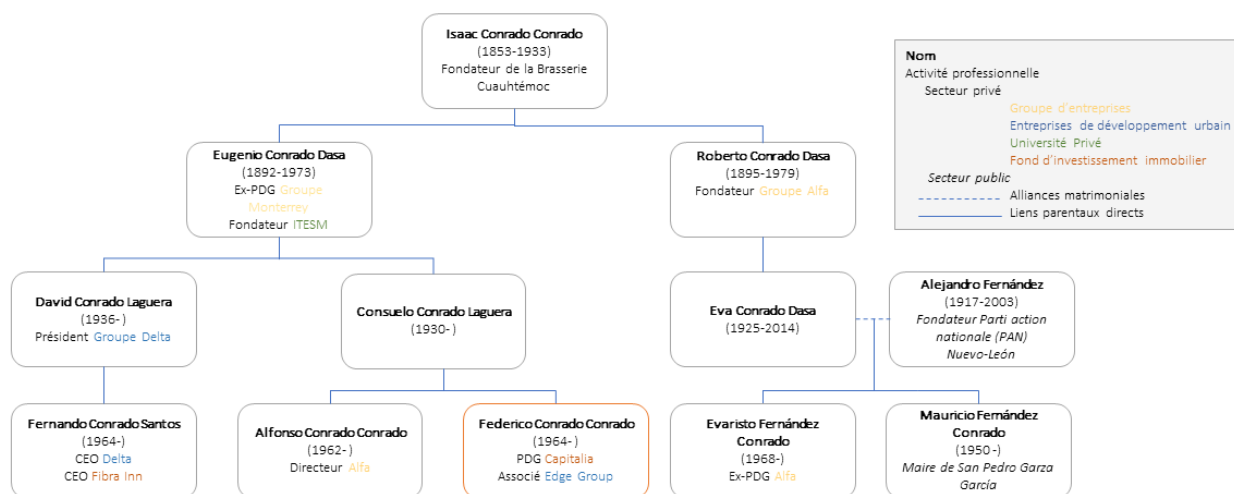 Isaac Conrado Conrado
(1853-1933)
Fondateur de la Brasserie
Cuauhtémoc
Nom
Activité professionnelle
Secteur privé
Groupe d'entreprises
Entreprises de développement urbain
Université Privé
Fond d'investissement immobilier
Secteur public
Alliances matrimoniales
Liens parentaux directs
Eugenio Conrado Dasa
(1892-1973)
Ex-PDG Groupe
Monterrey
Fondateur ITESM
Roberto Conrado Dasa
(1895-1979)
Fondateur Groupe Alfa
David Conrado Laguera
(1936- )
Président Groupe Delta
Consuelo Conrado Laguera
(1930- )
Eva Conrado Dasa
(1925-2014)
Alejandro Fernández
(1917-2003)
Fondateur Parti action
nationale (PAN)
Nuevo-León
Fernando Conrado Santos
(1964-)
CEO Delta
CEO Fibra Inn
Alfonso Conrado Conrado
(1962- )
Directeur Alfa
Federico Conrado Conrado
(1964-)
PDG Capitalia
Associé Edge Group
Evaristo Fernández
Conrado
(1968-)
Ex-PDG Alfa
Mauricio Fernández
Conrado
(1950 -)
Maire de San Pedro Garza
García